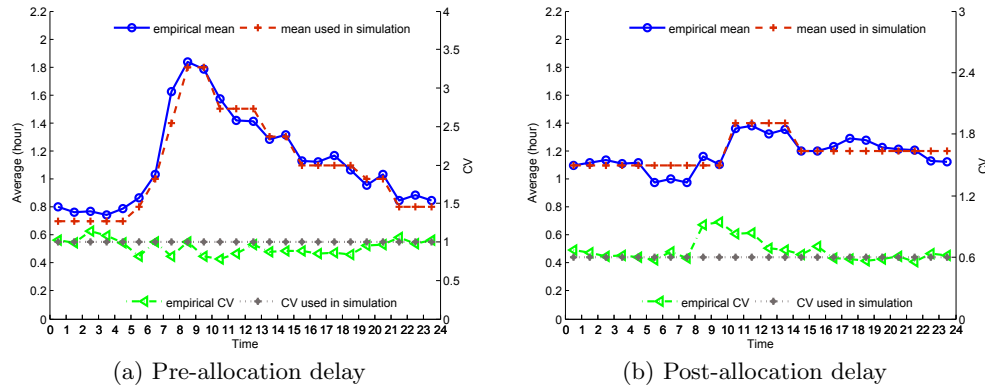 2.2
2
1.8
1.6
1.4
1.2
1
0.8
0.6
0.4
0.2
0
Average (hour)
empirical mean
mean used in simulation
empirical CV
CV used in simulation
4
3.5
3
2.5
2
1.5
1
0.5
0
CV
0 1 2 3 4 5 6 7 8 9 10 11 12 13 14 15 16 17 18 19 20 21 22 23 24
Time
(a) Pre-allocation delay
2.2
2
1.8
1.6
1.4
1.2
1
0.8
0.6
0.4
0.2
0
Average (hour)
empirical mean
mean used in simulation
empirical CV
CV used in simulation
3
2.4
1.8
1.2
0.6
0
CV
0 1 2 3 4 5 6 7 8 9 10 11 12 13 14 15 16 17 18 19 20 21 22 23 24
Time
(b) Post-allocation delay